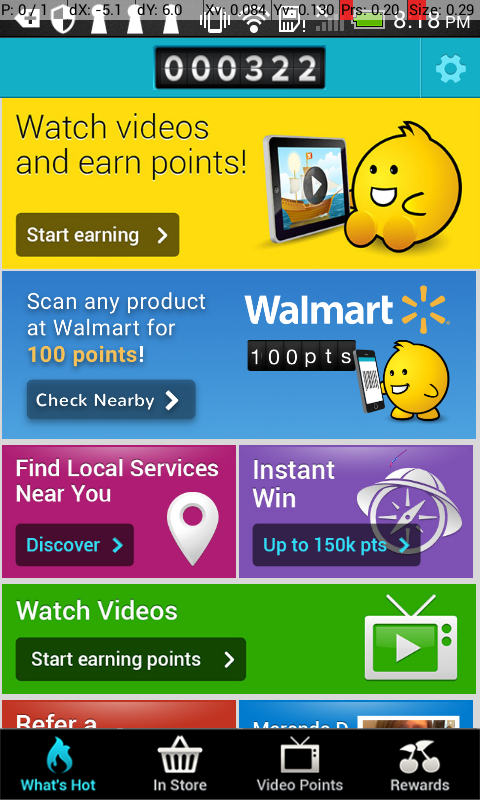 P: 0 / 1 dX: -5.1 dY: 6.0 Xv: 0.084 Yv: 0.130 Prs: 0.20 Size: 0.29
8:18 PM
000322
Watch videos
and earn points!
Start earning
Scan any product
at Walmart for
100 points!
Walmart
100pts
Check Nearby
Find Local Services
Near You
Discover
Instant
Win
Up to 150k pts
Watch Videos
Start earning points
Refer a
What's Hot
In Store
Video Points
Rewards